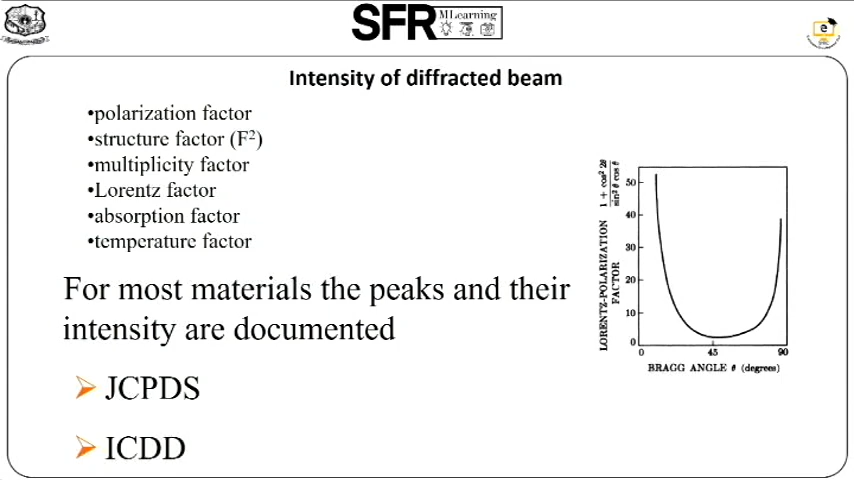 SFR MLearning
e
Intensity of diffracted beam
•polarization factor
•structure factor (F²)
•multiplicity factor
•Lorentz factor
•absorption factor
•temperature factor
For most materials the peaks and their
intensity are documented
➢ JCPDS
➢ ICDD
LORENTZ-POLARIZATION
FACTOR
1 + cos² 2θ
sin² θ cos θ
50
40
30
20
10
0
0 45 90
BRAGG ANGLE θ (degrees)